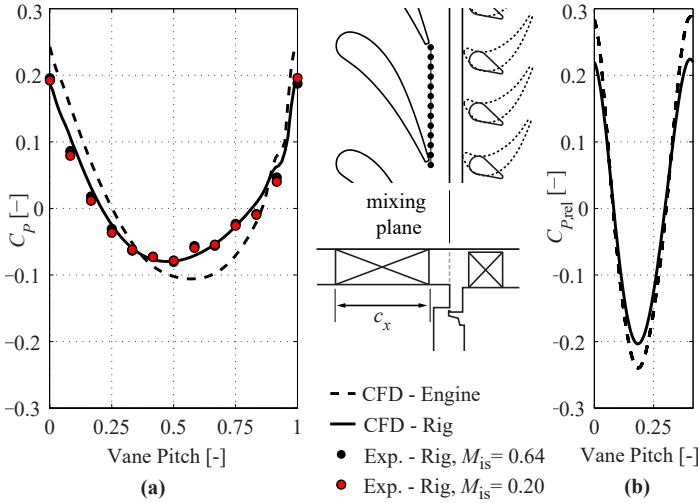 0.3
0.2
0.1
0
−0.1
−0.2
−0.3
C_P [−]
0
0.25
0.5
0.75
1
Vane Pitch [-]
(a)
mixing
plane
c_x
CFD - Engine
CFD - Rig
Exp. - Rig, M_is= 0.64
Exp. - Rig, M_is= 0.20
0.3
0.2
0.1
0
−0.1
−0.2
−0.3
C_P,rel [−]
0
0.25
Vane Pitch [-]
(b)